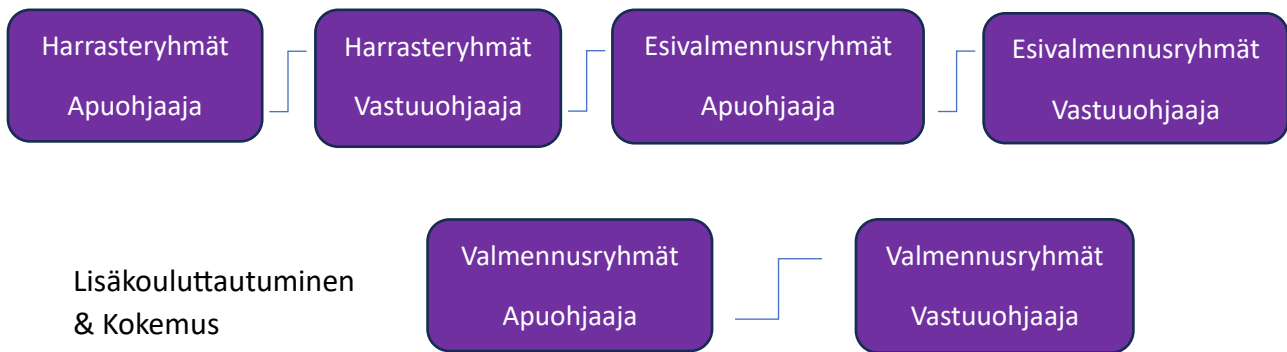 Harrasteryhmät
Apuohjaaja
Harrasteryhmät
Vastuuohjaaja
Esivalmennusryhmät
Apuohjaaja
Esivalmennusryhmät
Vastuuohjaaja
Lisäkouluttautuminen
& Kokemus
Valmennusryhmät
Apuohjaaja
Valmennusryhmät
Vastuuohjaaja